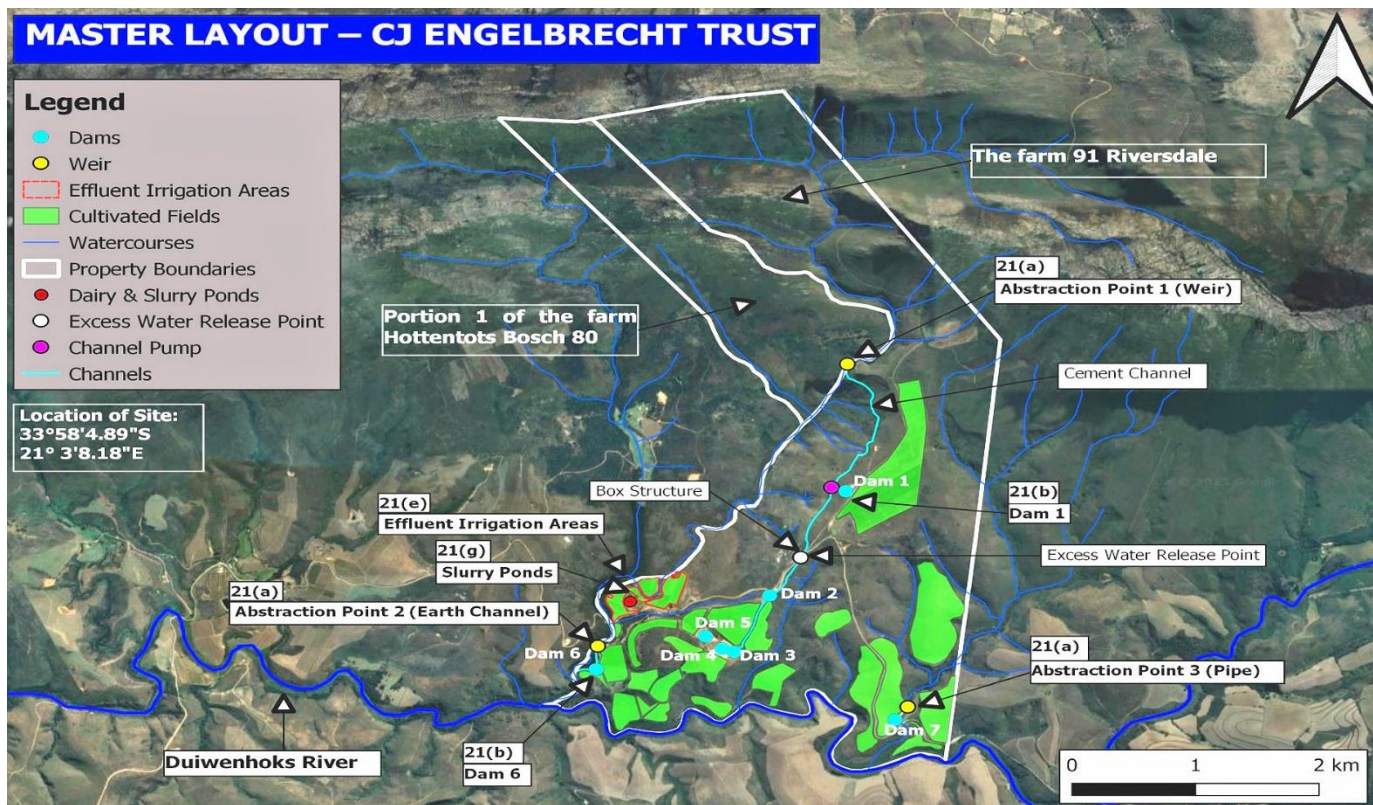 MASTER LAYOUT – CJ ENGELBRECHT TRUST
Legend
Dams
Weir
Effluent Irrigation Areas
Cultivated Fields
Watercourses
Property Boundaries
Dairy & Slurry Ponds
Excess Water Release Point
Channel Pump
Channels
Location of Site:
33°58'4.89"S
21° 3'8.18"E
The farm 91 Riversdale
21(a)
Abstraction Point 1 (Weir)
Portion 1 of the farm
Hottentots Bosch 80
Cement Channel
Box Structure
Dam 1
21(b)
Dam 1
21(e)
Effluent Irrigation Areas
Excess Water Release Point
21(g)
Slurry Ponds
21(a)
Abstraction Point 2 (Earth Channel)
Dam 2
Dam 5
Dam 6
Dam 4
Dam 3
21(a)
Abstraction Point 3 (Pipe)
Dam 7
Duiwenhoks River
21(b)
Dam 6
0 1 2 km